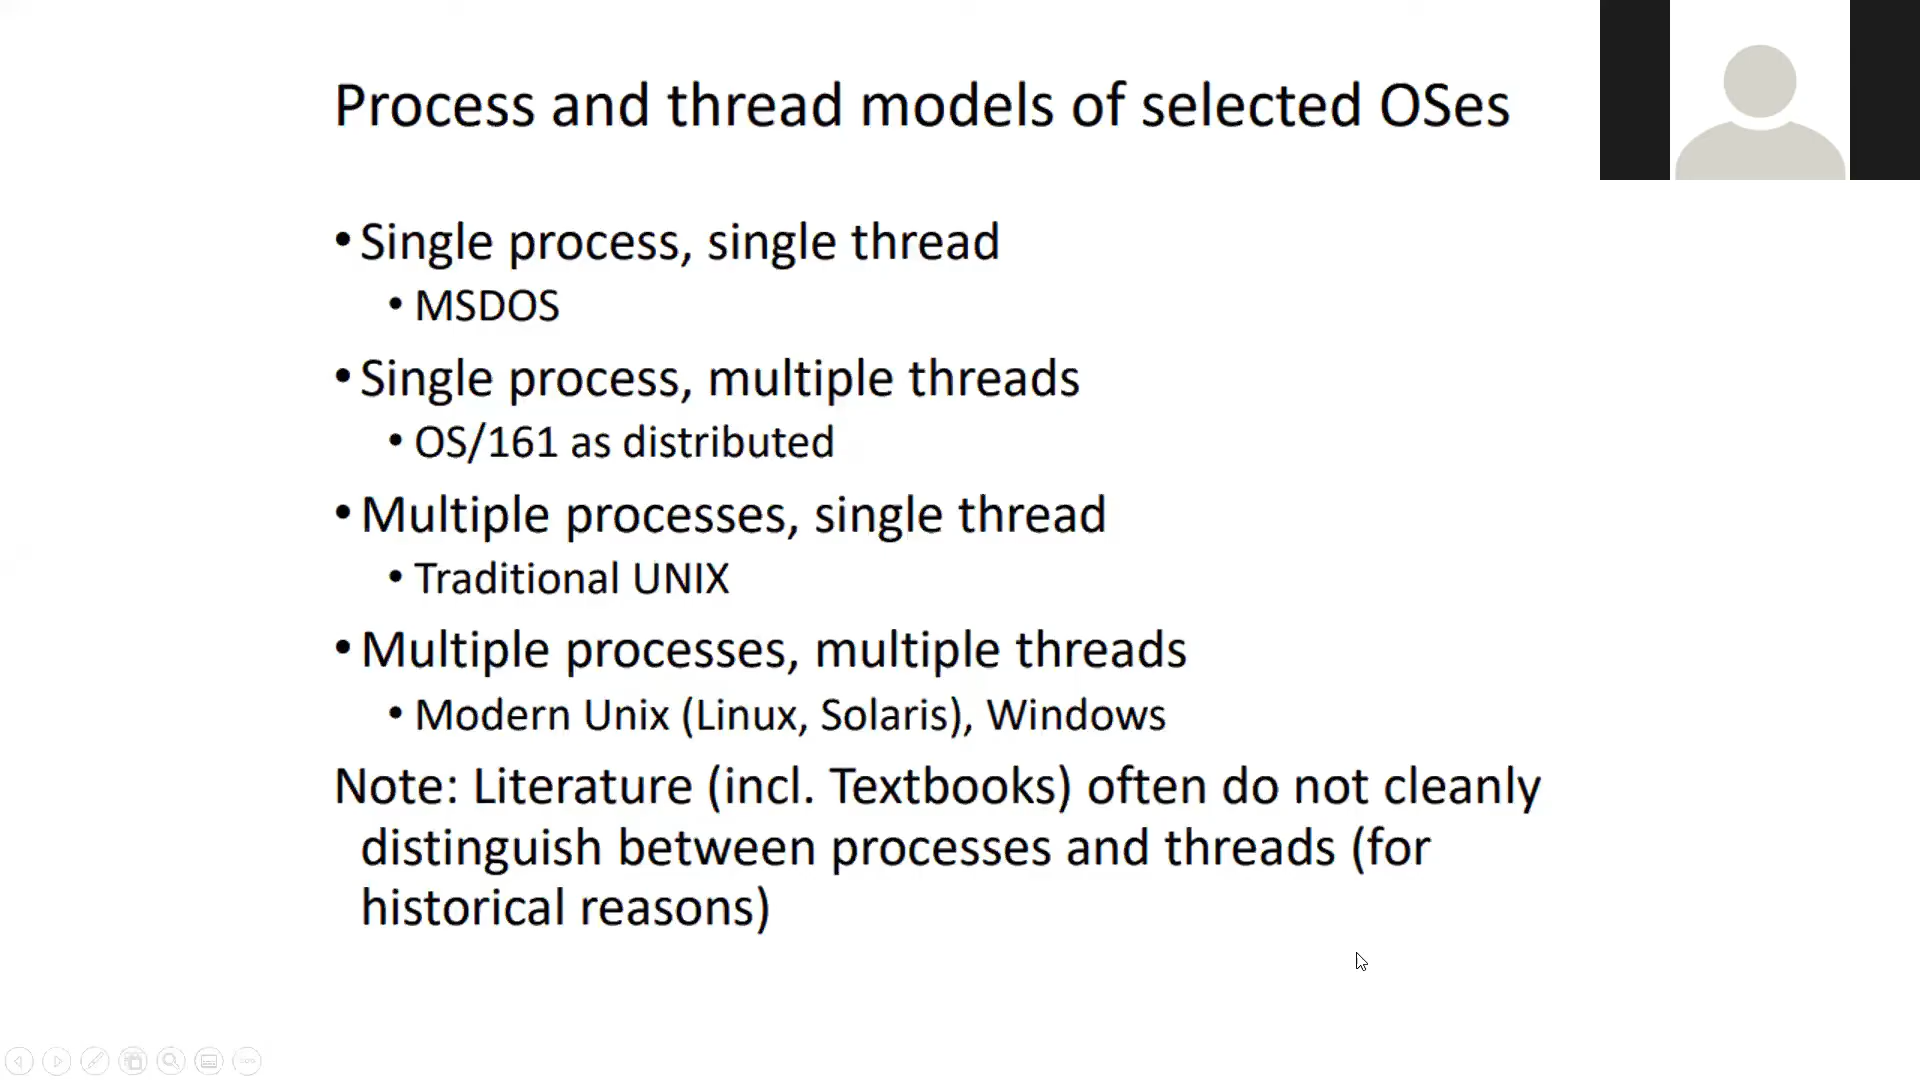 Process and thread models of selected OSes
• Single process, single thread
• MSDOS
• Single process, multiple threads
• OS/161 as distributed
• Multiple processes, single thread
• Traditional UNIX
• Multiple processes, multiple threads
• Modern Unix (Linux, Solaris), Windows
Note: Literature (incl. Textbooks) often do not cleanly
distinguish between processes and threads (for
historical reasons)